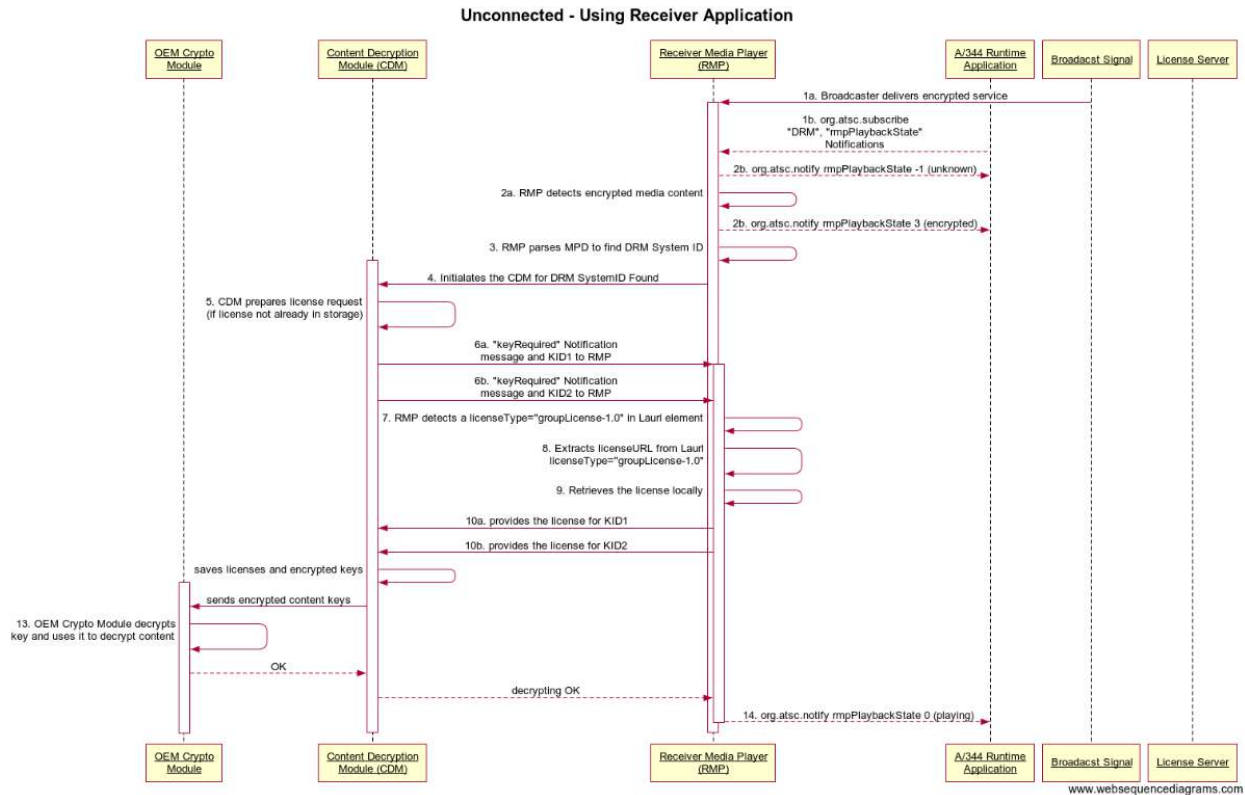 Unconnected - Using Receiver Application
OEM Crypto
Module
Content Decryption
Module (CDM)
Receiver Media Player
(RMP)
A/344 Runtime
Application
Broadacst Signal
License Server
1a. Broadcaster delivers encrypted service
1b. org.atsc.subscribe
"DRM", "rmpPlaybackState"
Notifications
2b. org.atsc.notify rmpPlaybackState -1 (unknown)
2a. RMP detects encrypted media content
2b. org.atsc.notify rmpPlaybackState 3 (encrypted)
3. RMP parses MPD to find DRM System ID
4. Initialates the CDM for DRM SystemID Found
5. CDM prepares license request
(if license not already in storage)
6a. "keyRequired" Notification
message and KID1 to RMP
6b. "keyRequired" Notification
message and KID2 to RMP
7. RMP detects a licenseType="groupLicense-1.0" in Laurl element
8. Extracts licenseURL from Laurl
licenseType="groupLicense-1.0"
9. Retrieves the license locally
10a. provides the license for KID1
10b. provides the license for KID2
saves licenses and encrypted keys
sends encrypted content keys
13. OEM Crypto Module decrypts
key and uses it to decrypt content
OK
decrypting OK
14. org.atsc.notify rmpPlaybackState 0 (playing)
OEM Crypto
Module
Content Decryption
Module (CDM)
Receiver Media Player
(RMP)
A/344 Runtime
Application
Broadacst Signal
License Server
www.websequencediagrams.com